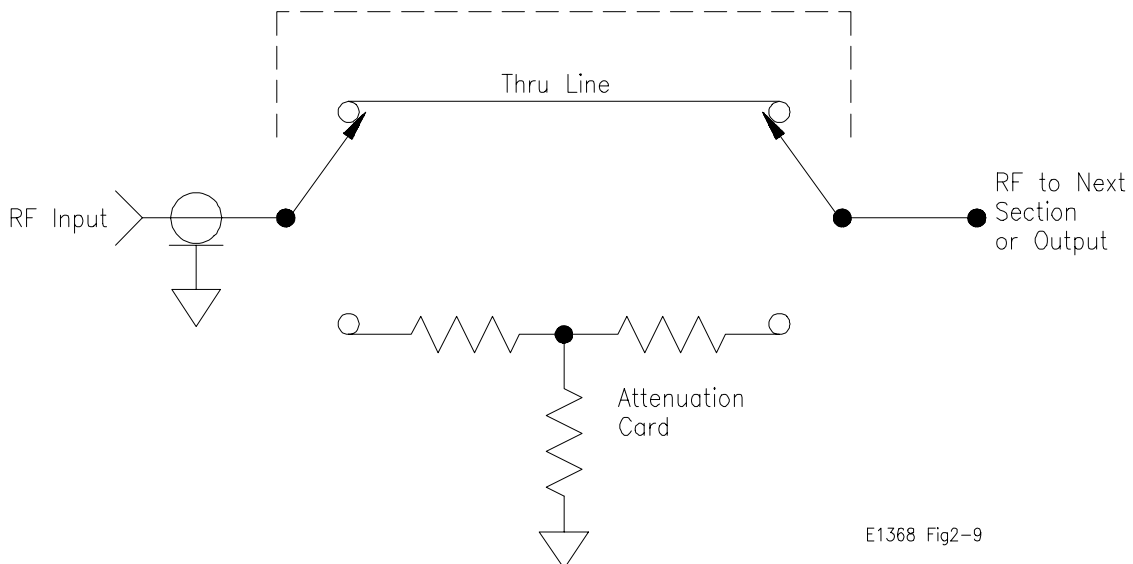 Thru Line
RF Input
RF to Next
Section
or Output
Attenuation
Card
E1368 Fig2-9